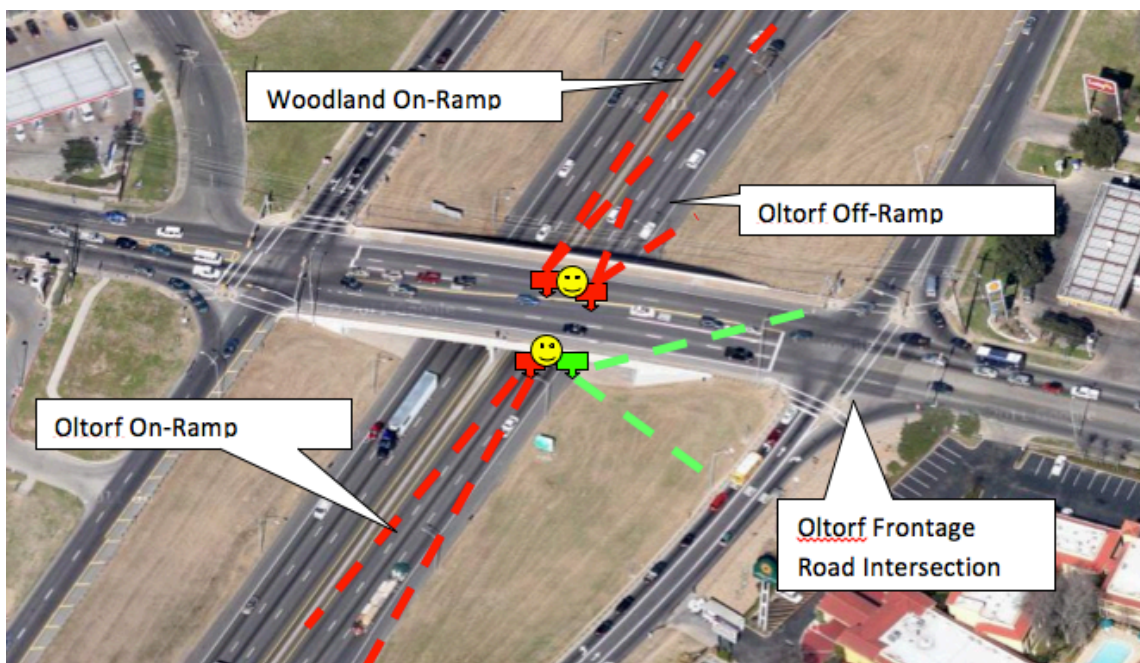 Woodland On-Ramp
Oltorf Off-Ramp
Oltorf On-Ramp
Oltorf Frontage
Road Intersection